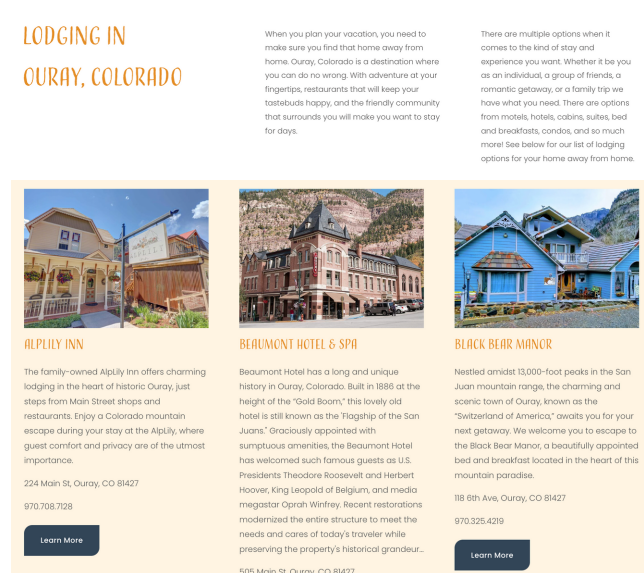 LODGING IN
OURAY, COLORADO
When you plan your vacation, you need to
make sure you find that home away from
home. Ouray, Colorado is a destination where
you can do no wrong. With adventure at your
fingertips, restaurants that will keep your
tastebuds happy, and the friendly community
that surrounds you will make you want to stay
for days.
There are multiple options when it
comes to the kind of stay and
experience you want. Whether it be you
as an individual, a group of friends, a
romantic getaway, or a family trip we
have what you need. There are options
from motels, hotels, cabins, suites, bed
and breakfasts, condos, and so much
more! See below for our list of lodging
options for your home away from home.
ALPLILY INN
The family-owned AlpLily Inn offers charming
lodging in the heart of historic Ouray, just
steps from Main Street shops and
restaurants. Enjoy a Colorado mountain
escape during your stay at the AlpLily, where
guest comfort and privacy are of the utmost
importance.
224 Main St, Ouray, CO 81427
970.708.7128
Learn More
BEAUMONT HOTEL & SPA
Beaumont Hotel has a long and unique
history in Ouray, Colorado. Built in 1886 at the
height of the “Gold Boom,” this lovely old
hotel is still known as the 'Flagship of the San
Juans." Graciously appointed with
sumptuous amenities, the Beaumont Hotel
has welcomed such famous guests as U.S.
Presidents Theodore Roosevelt and Herbert
Hoover, King Leopold of Belgium, and media
megastar Oprah Winfrey. Recent restorations
modernized the entire structure to meet the
needs and cares of today's traveler while
preserving the property's historical grandeur…
505 Main St, Ouray, CO 81427
BLACK BEAR MANOR
Nestled amidst 13,000-foot peaks in the San
Juan mountain range, the charming and
scenic town of Ouray, known as the
“Switzerland of America,” awaits you for your
next getaway. We welcome you to escape to
the Black Bear Manor, a beautifully appointed
bed and breakfast located in the heart of this
mountain paradise.
118 6th Ave, Ouray, CO 81427
970.325.4219
Learn More